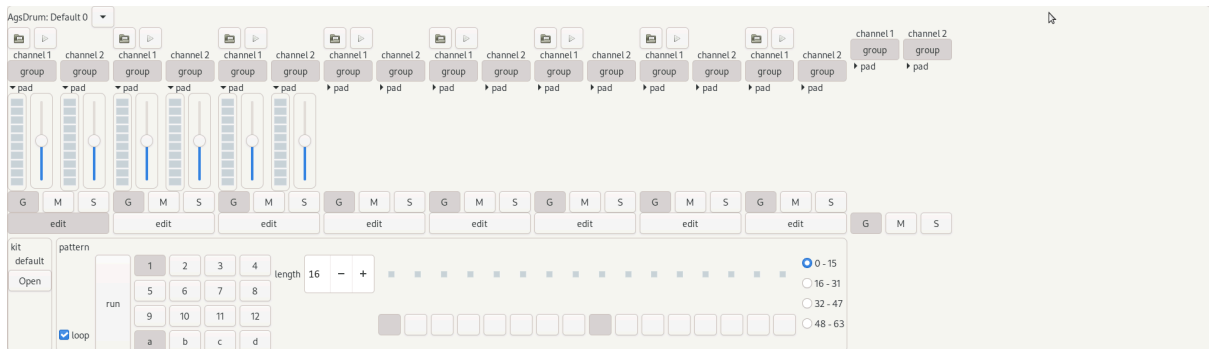 AgsDrum: Default 0
channel 1 channel 2 channel 1 channel 2 channel 1 channel 2 channel 1 channel 2 channel 1 channel 2 channel 1 channel 2 channel 1 channel 2 channel 1 channel 2 channel 1 channel 2
group group group group group group group group group group group group group group group group group group
pad pad pad pad pad pad pad pad pad pad pad pad pad pad pad pad pad pad
G M S G M S G M S G M S G M S G M S G M S G M S
edit edit edit edit edit edit edit edit G M S
kit pattern
default 1 2 3 4 length 16 − + 0 - 15
Open 5 6 7 8 16 - 31
run 9 10 11 12 32 - 47
loop a b c d 48 - 63